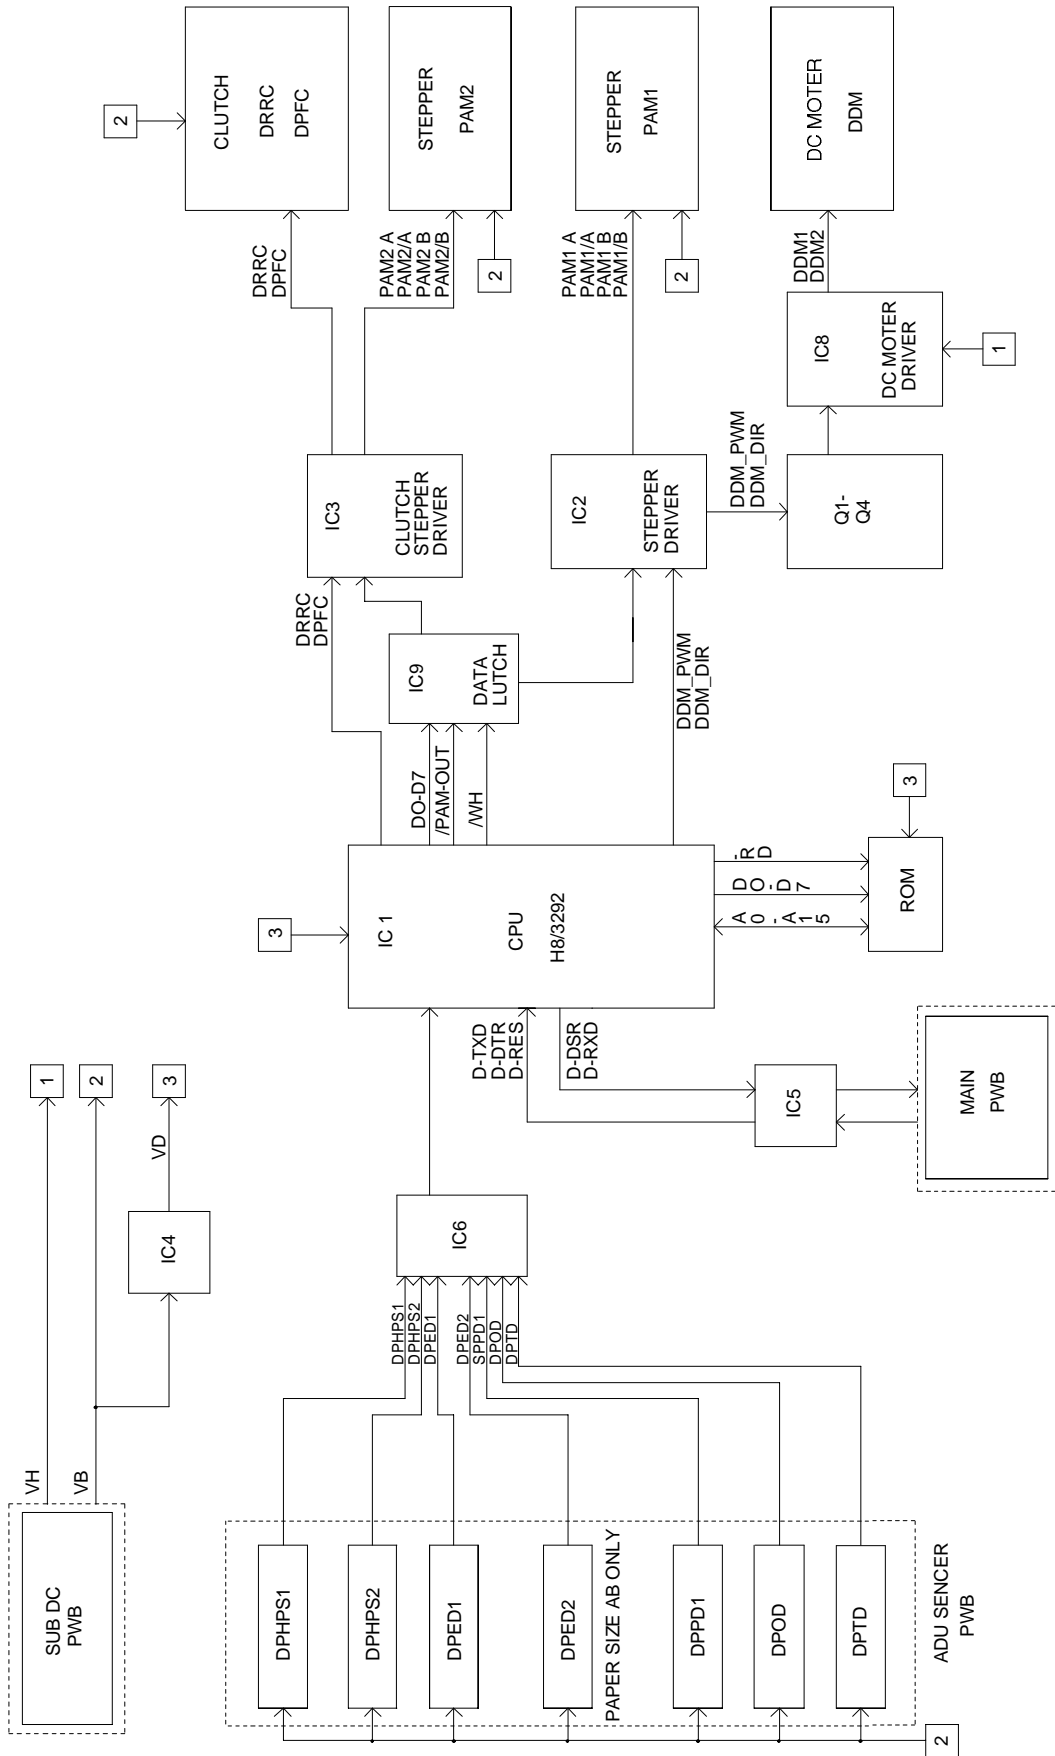 SUB DC
PWB
VH
VB
IC4
VD
1
2
3
DPHPS1
DPHPS2
DPED1
DPED2
PAPER SIZE AB ONLY
DPPD1
DPOD
DPTD
ADU SENCER
PWB
2
DPHPS1
DPHPS2
DPED1
DPED2
SPPD1
DPOD
DPTD
IC6
3
IC 1
CPU
H8/3292
D-TXD
D-DTR
D-RES
D-DSR
D-RXD
IC5
MAIN
PWB
A0-A15
DO-D7
-RD
ROM
3
DRRC
DPFC
DO-D7
/PAM-OUT
/WH
IC9
DATA
LUTCH
DDM_PWM
DDM_DIR
IC3
CLUTCH
STEPPER
DRIVER
IC2
STEPPER
DRIVER
DDM_PWM
DDM_DIR
Q1-
Q4
DRRC
DPFC
PAM2 A
PAM2/A
PAM2 B
PAM2/B
2
PAM1 A
PAM1/A
PAM1 B
PAM1/B
2
IC8
DC MOTER
DRIVER
1
DDM1
DDM2
2
CLUTCH
DRRC
DPFC
STEPPER
PAM2
STEPPER
PAM1
DC MOTER
DDM